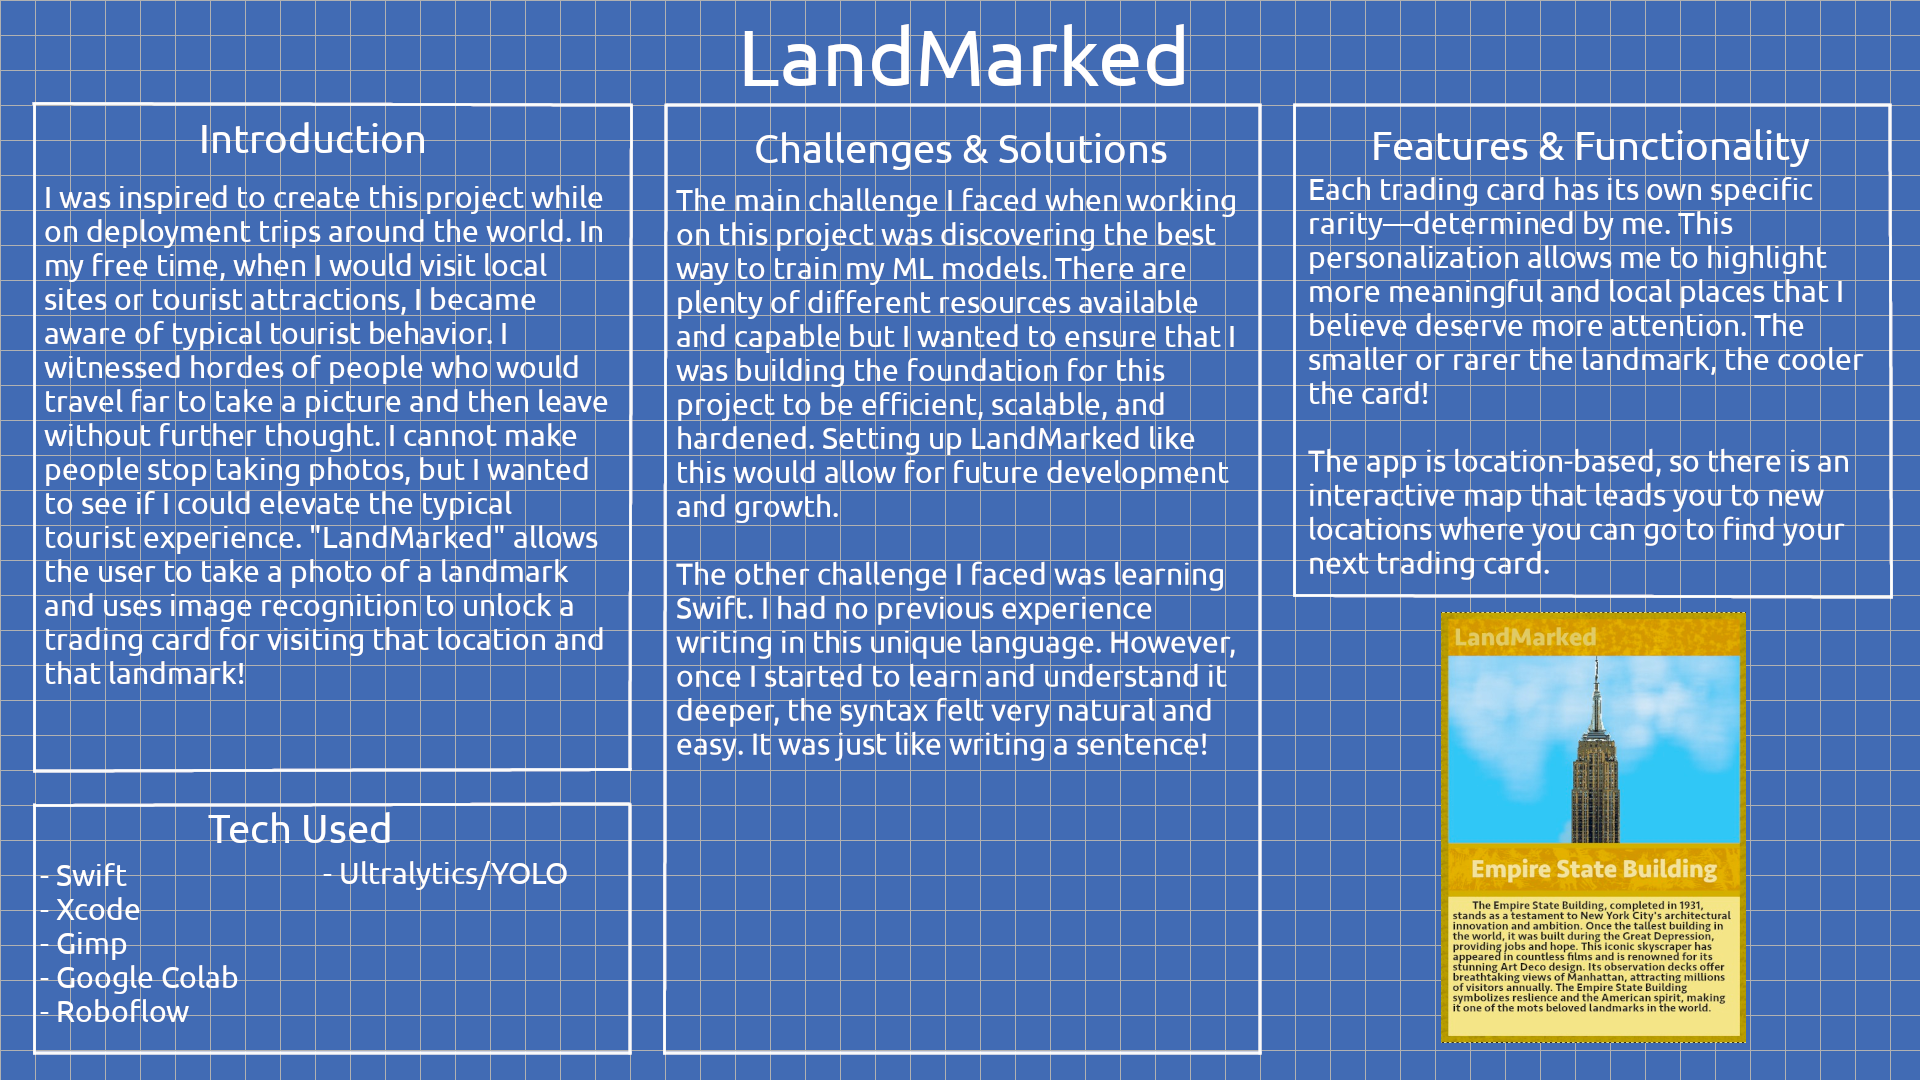 LandMarked
Introduction
I was inspired to create this project while
on deployment trips around the world. In
my free time, when I would visit local
sites or tourist attractions, I became
aware of typical tourist behavior. I
witnessed hordes of people who would
travel far to take a picture and then leave
without further thought. I cannot make
people stop taking photos, but I wanted
to see if I could elevate the typical
tourist experience. "LandMarked" allows
the user to take a photo of a landmark
and uses image recognition to unlock a
trading card for visiting that location and
that landmark!
Tech Used
- Swift
- Xcode
- Gimp
- Google Colab
- Roboflow
- Ultralytics/YOLO
Challenges & Solutions
The main challenge I faced when working
on this project was discovering the best
way to train my ML models. There are
plenty of different resources available
and capable but I wanted to ensure that I
was building the foundation for this
project to be efficient, scalable, and
hardened. Setting up LandMarked like
this would allow for future development
and growth.
The other challenge I faced was learning
Swift. I had no previous experience
writing in this unique language. However,
once I started to learn and understand it
deeper, the syntax felt very natural and
easy. It was just like writing a sentence!
Features & Functionality
Each trading card has its own specific
rarity—determined by me. This
personalization allows me to highlight
more meaningful and local places that I
believe deserve more attention. The
smaller or rarer the landmark, the cooler
the card!
The app is location-based, so there is an
interactive map that leads you to new
locations where you can go to find your
next trading card.
LandMarked
Empire State Building
The Empire State Building, completed in 1931,
stands as a testament to New York City's architectural
innovation and ambition. Once the tallest building in
the world, it was built during the Great Depression,
providing jobs and hope. This iconic skyscraper has
appeared in countless films and is renowned for its
stunning Art Deco design. Its observation decks offer
breathtaking views of Manhattan, attracting millions
of visitors annually. The Empire State Building
symbolizes reslience and the American spirit, making
it one of the mots beloved landmarks in the world.